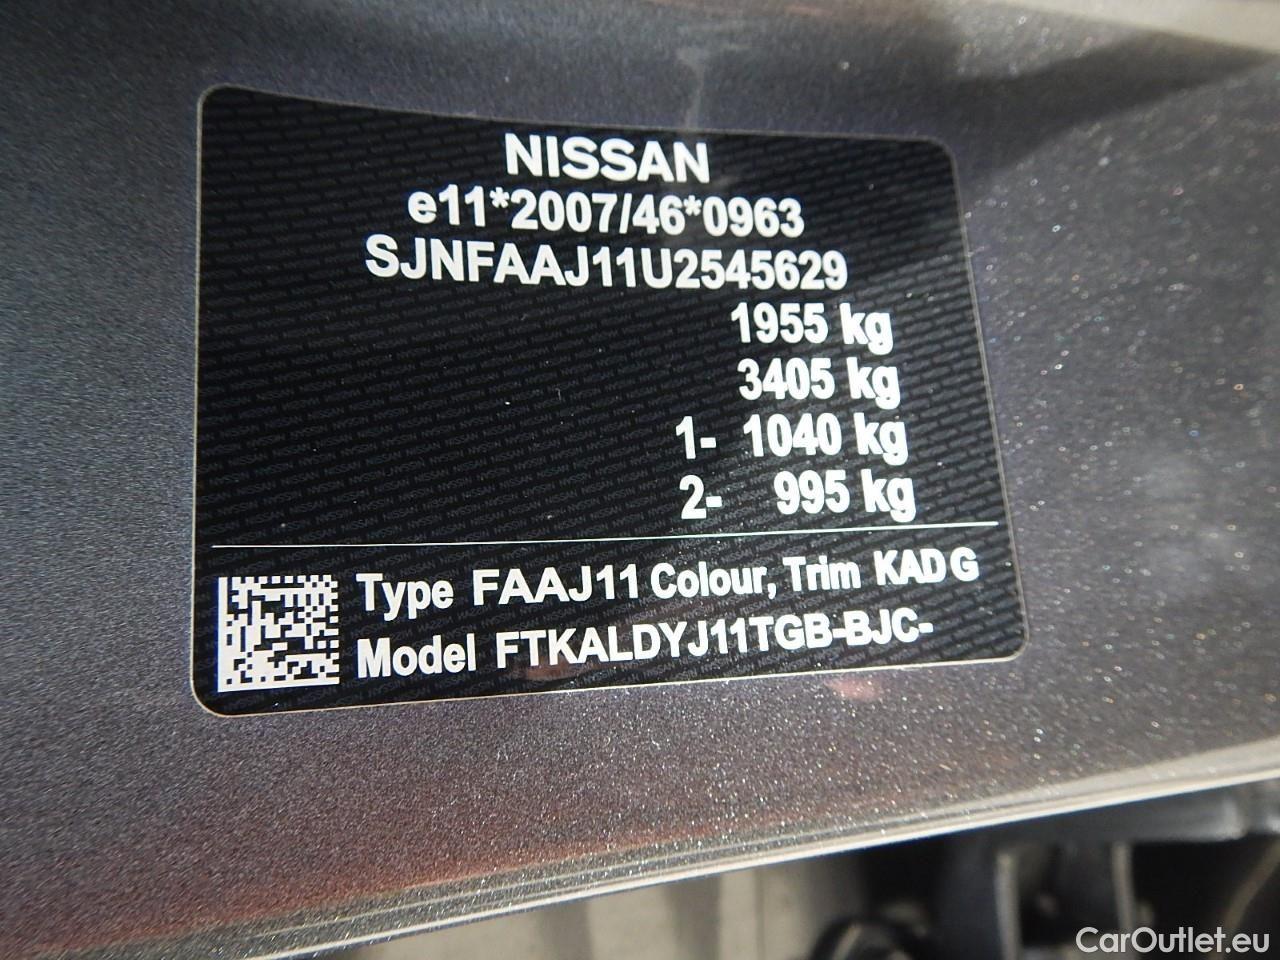 NISSAN
e11*2007/46*0963
SJNFAAJ11U2545629
1955 kg
3405 kg
1- 1040 kg
2- 995 kg
Type FAAJ11 Colour, Trim KAD G
Model FTKALDYJ11TGB-BJC-
CarOutlet.eu